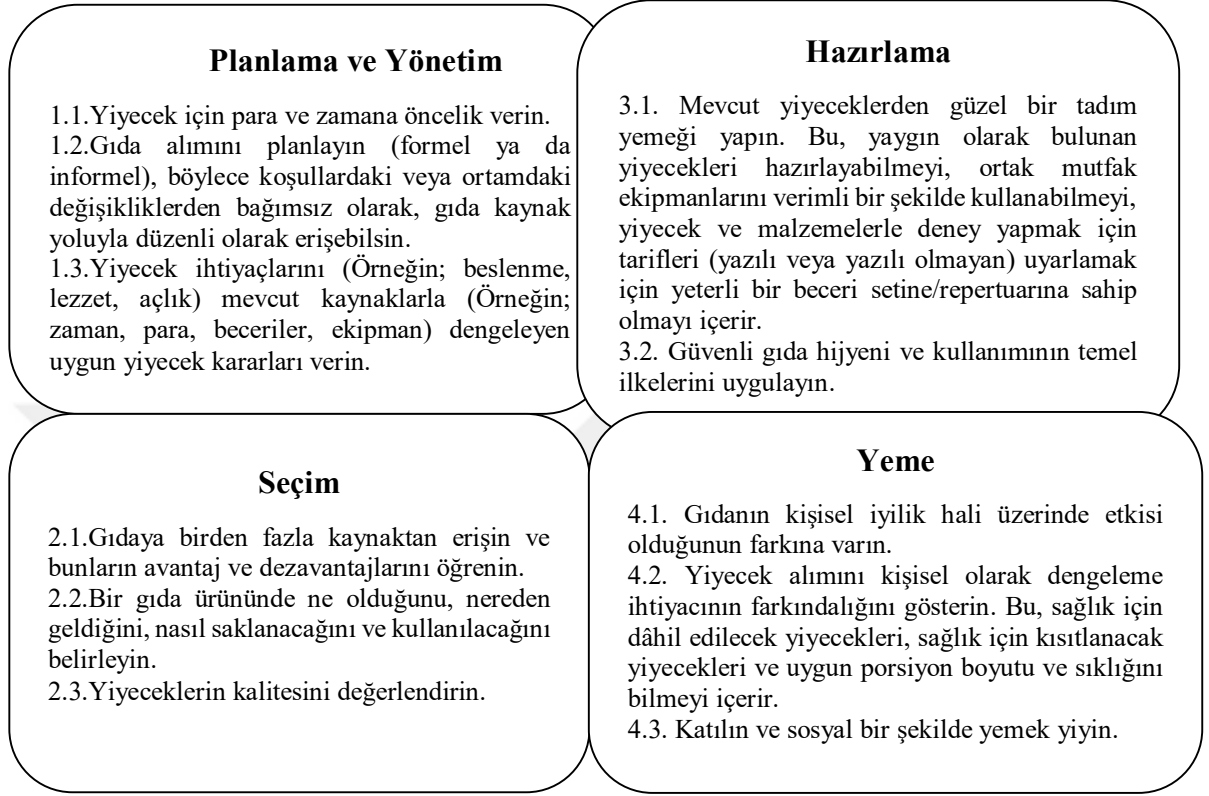 Planlama ve Yönetim
1.1.Yiyecek için para ve zamana öncelik verin.
1.2.Gıda alımını planlayın (formel ya da
informel), böylece koşullardaki veya ortamdaki
değişikliklerden bağımsız olarak, gıda kaynak
yoluyla düzenli olarak erişebilsin.
1.3.Yiyecek ihtiyaçlarını (Örneğin; beslenme,
lezzet, açlık) mevcut kaynaklarla (Örneğin;
zaman, para, beceriler, ekipman) dengeleyen
uygun yiyecek kararları verin.
Seçim
2.1.Gıdaya birden fazla kaynaktan erişin ve
bunların avantaj ve dezavantajlarını öğrenin.
2.2.Bir gıda ürününde ne olduğunu, nereden
geldiğini, nasıl saklanacağını ve kullanılacağını
belirleyin.
2.3.Yiyeceklerin kalitesini değerlendirin.
Hazırlama
3.1. Mevcut yiyeceklerden güzel bir tadım
yemeği yapın. Bu, yaygın olarak bulunan
yiyecekleri hazırlayabilmeyi, ortak mutfak
ekipmanlarını verimli bir şekilde kullanabilmeyi,
yiyecek ve malzemelerle deney yapmak için
tarifleri (yazılı veya yazılı olmayan) uyarlamak
için yeterli bir beceri setine/repertuarına sahip
olmayı içerir.
3.2. Güvenli gıda hijyeni ve kullanımının temel
ilkelerini uygulayın.
Yeme
4.1. Gıdanın kişisel iyilik hali üzerinde etkisi
olduğunun farkına varın.
4.2. Yiyecek alımını kişisel olarak dengeleme
ihtiyacının farkındalığını gösterin. Bu, sağlık için
dâhil edilecek yiyecekleri, sağlık için kısıtlanacak
yiyecekleri ve uygun porsiyon boyutu ve sıklığını
bilmeyi içerir.
4.3. Katılın ve sosyal bir şekilde yemek yiyin.